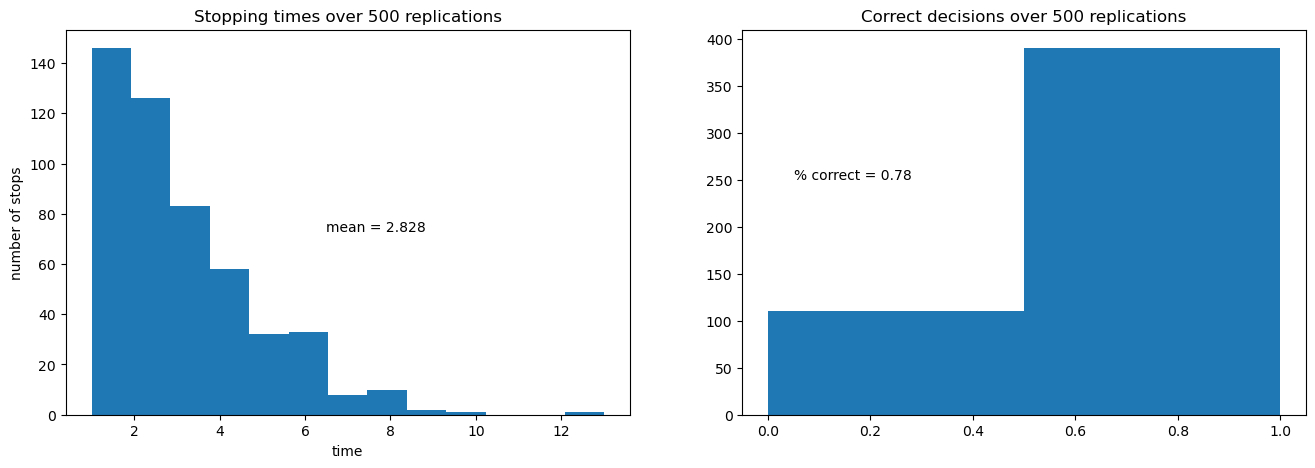 Stopping times over 500 replications
number of stops
140
120
100
80
60
40
20
0
mean = 2.828
2 4 6 8 10 12
time
Correct decisions over 500 replications
400
350
300
250
200
150
100
50
0
% correct = 0.78
0.0 0.2 0.4 0.6 0.8 1.0